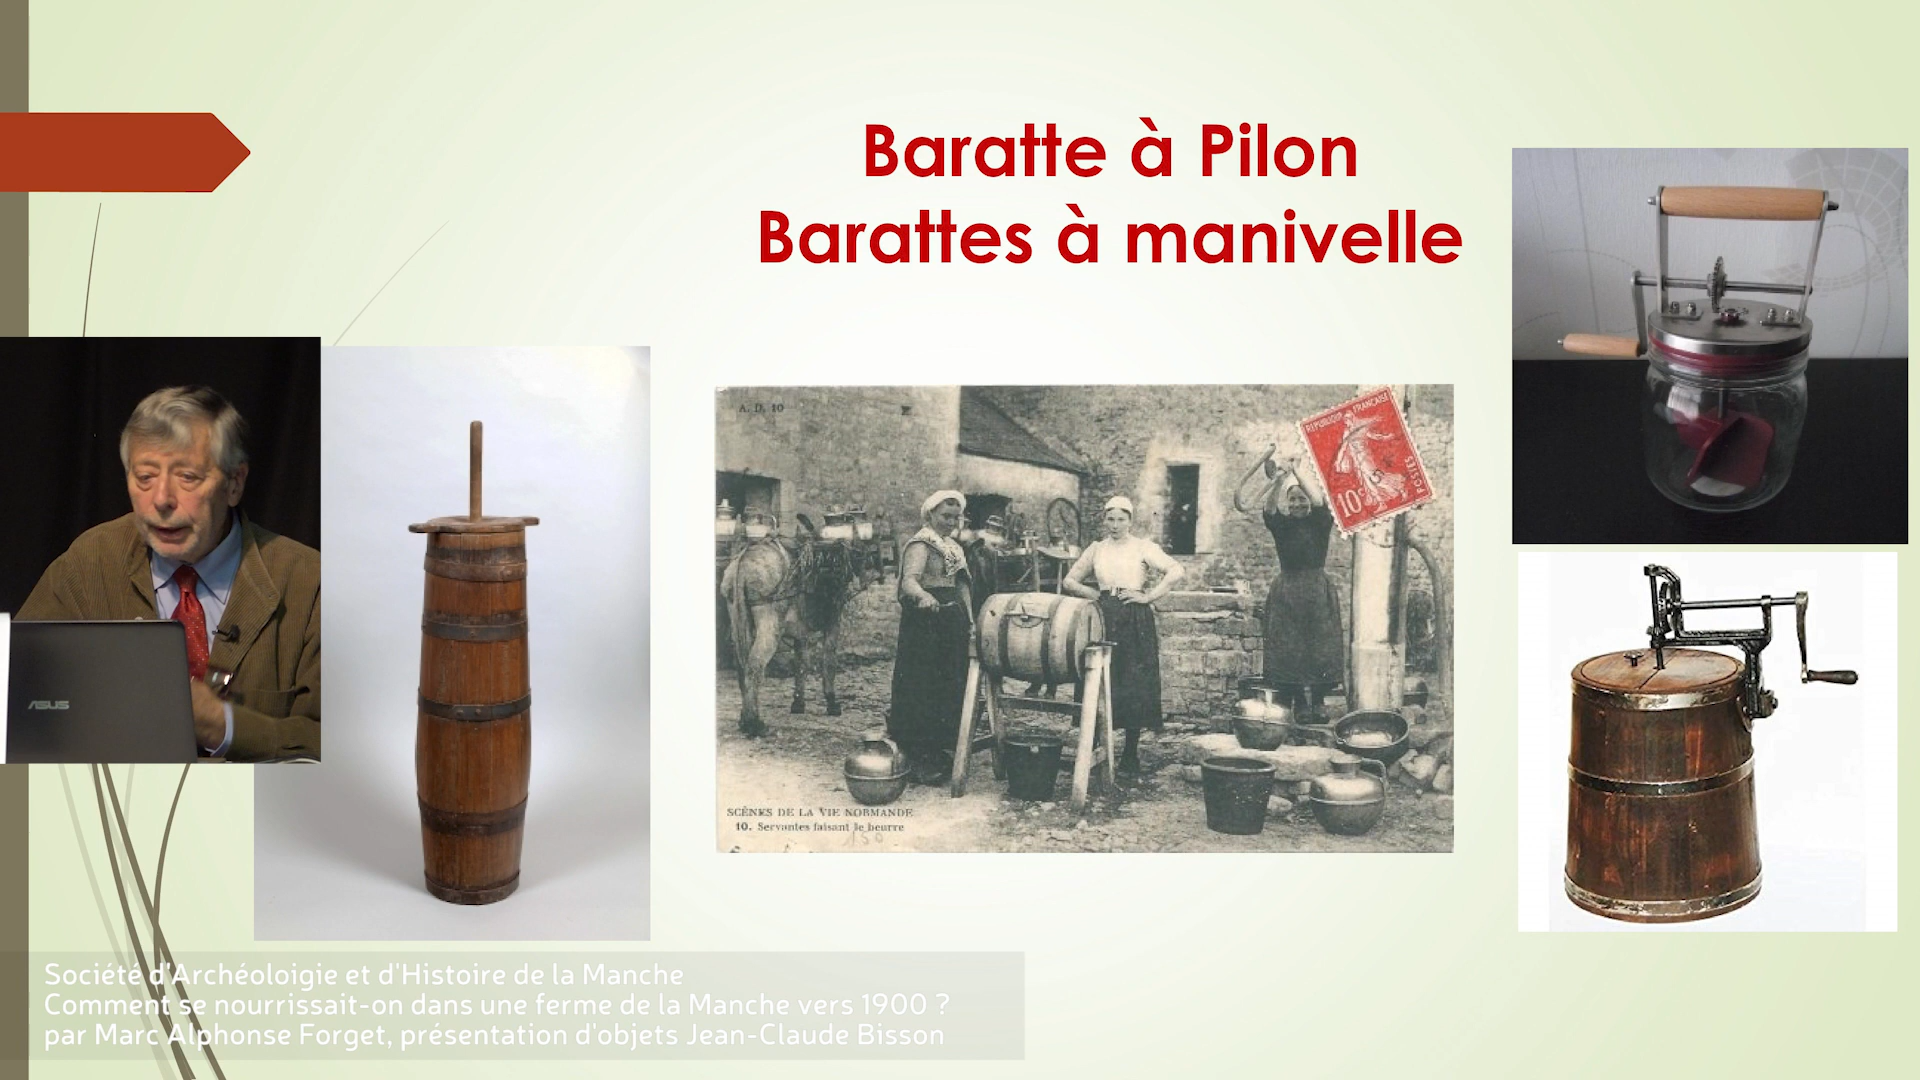 Baratte à Pilon
Barattes à manivelle
A. D. 10
REPUBLIQUE FRANÇAISE
POSTES
10
ASUS
SCÈNES DE LA VIE NORMANDE
10. Servantes faisant le beurre
Société d'Archéoloigie et d'Histoire de la Manche
Comment se nourrissait-on dans une ferme de la Manche vers 1900 ?
par Marc Alphonse Forget, présentation d'objets Jean-Claude Bisson